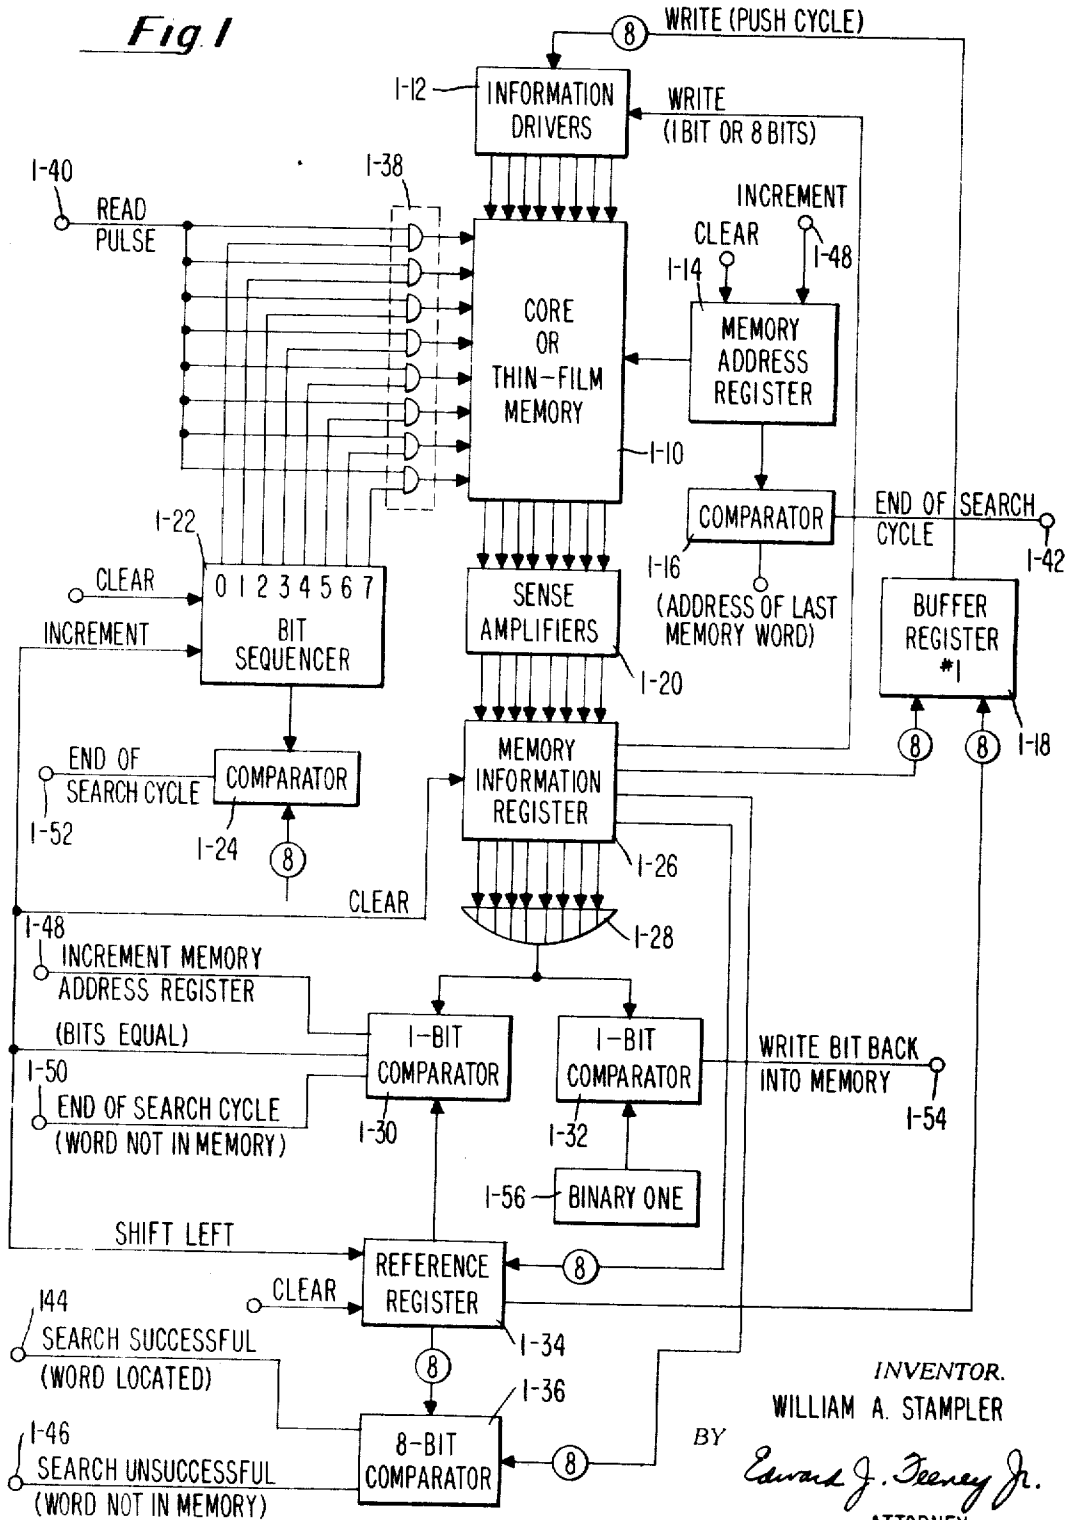 Fig. 1
8
WRITE (PUSH CYCLE)
1-12
INFORMATION
DRIVERS
WRITE
(1 BIT OR 8 BITS)
1-40
READ
PULSE
1-38
INCREMENT
CLEAR
1-48
1-14
MEMORY
ADDRESS
REGISTER
CORE
OR
THIN-FILM
MEMORY
1-10
COMPARATOR
END OF SEARCH
CYCLE
1-42
1-16
(ADDRESS OF LAST
MEMORY WORD)
1-22
CLEAR
INCREMENT
0 1 2 3 4 5 6 7
BIT
SEQUENCER
SENSE
AMPLIFIERS
1-20
BUFFER
REGISTER
#1
1-18
8
8
END OF
SEARCH CYCLE
1-52
COMPARATOR
1-24
8
MEMORY
INFORMATION
REGISTER
1-26
CLEAR
1-28
1-48
INCREMENT MEMORY
ADDRESS REGISTER
(BITS EQUAL)
1-50
END OF SEARCH CYCLE
(WORD NOT IN MEMORY)
1-BIT
COMPARATOR
1-30
1-BIT
COMPARATOR
1-32
WRITE BIT BACK
INTO MEMORY
1-54
1-56
BINARY ONE
SHIFT LEFT
REFERENCE
REGISTER
8
CLEAR
1-34
144
SEARCH SUCCESSFUL
(WORD LOCATED)
8
1-36
1-46
SEARCH UNSUCCESSFUL
(WORD NOT IN MEMORY)
8-BIT
COMPARATOR
8
INVENTOR.
WILLIAM A. STAMPLER
BY
Edward J. Feeney Jr.
ATTORNEY